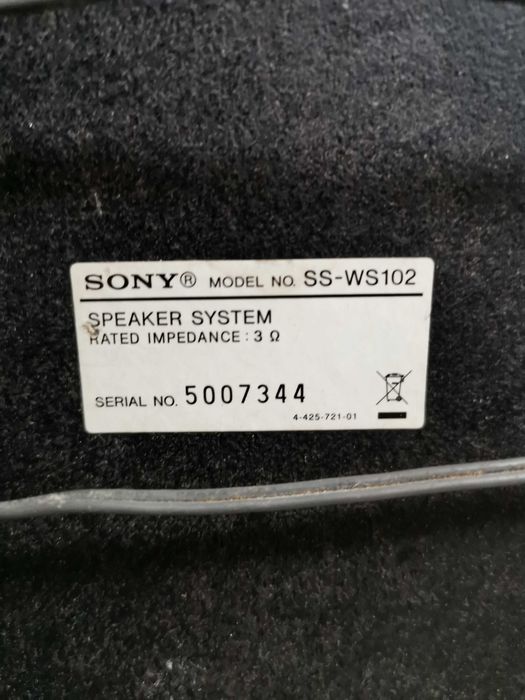 SONY® MODEL NO. SS-WS102
SPEAKER SYSTEM
RATED IMPEDANCE : 3 Ω
SERIAL NO. 5007344
4-425-721-01